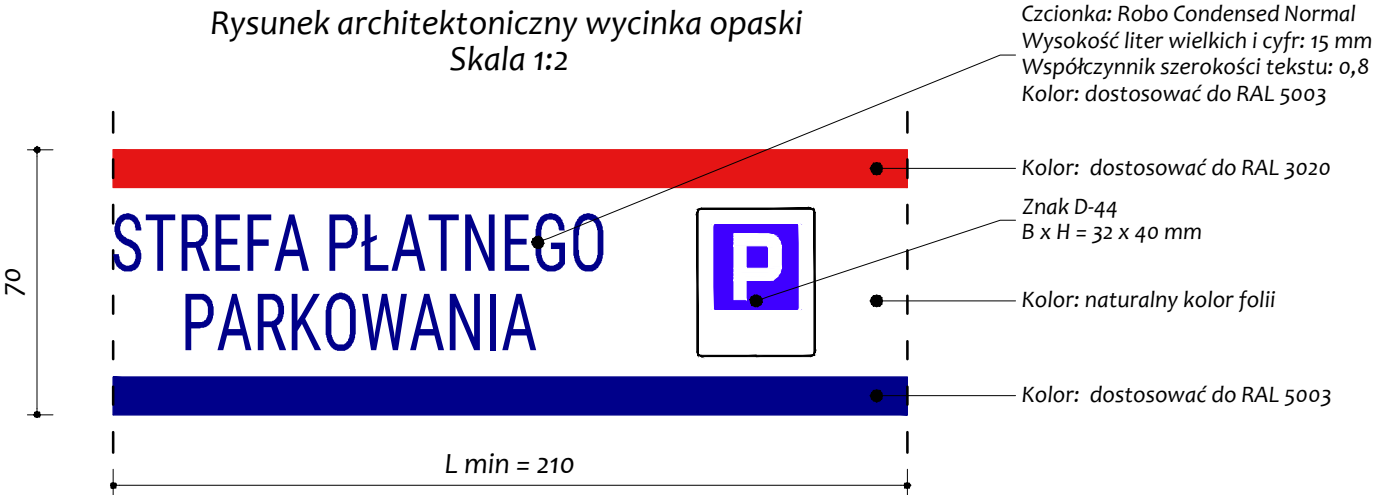 Rysunek architektoniczny wycinka opaski
Skala 1:2
Czcionka: Robo Condensed Normal
Wysokość liter wielkich i cyfr: 15 mm
Współczynnik szerokości tekstu: 0,8
Kolor: dostosować do RAL 5003
Kolor: dostosować do RAL 3020
Znak D-44
B x H = 32 x 40 mm
STREFA PŁATNEGO
PARKOWANIA
P
70
Kolor: naturalny kolor folii
Kolor: dostosować do RAL 5003
L min = 210